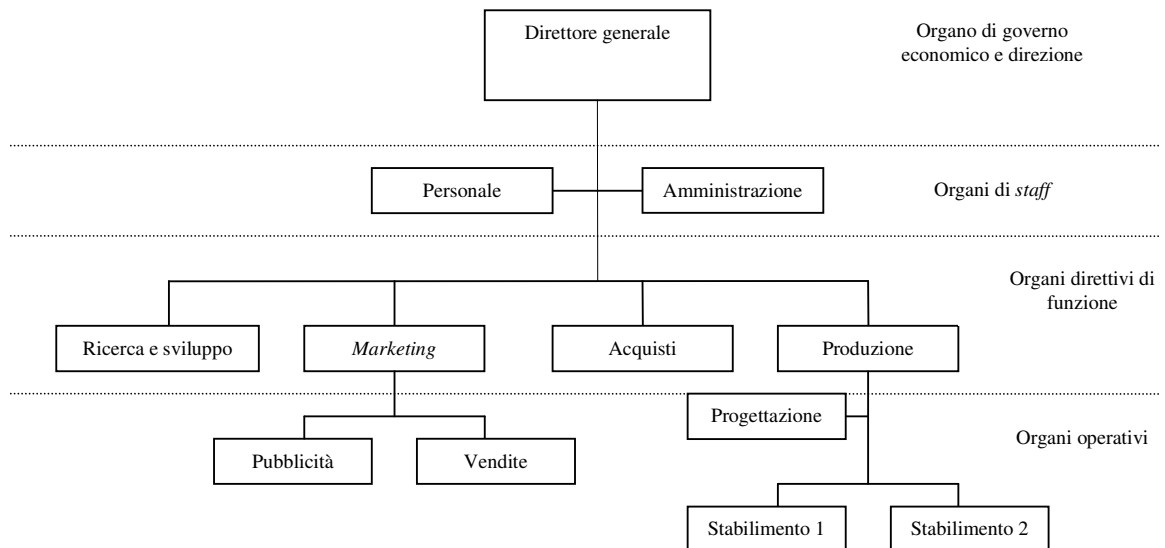 Direttore generale
Organo di governo
economico e direzione
Personale
Amministrazione
Organi di staff
Organi direttivi di
funzione
Ricerca e sviluppo
Marketing
Acquisti
Produzione
Progettazione
Organi operativi
Pubblicità
Vendite
Stabilimento 1
Stabilimento 2